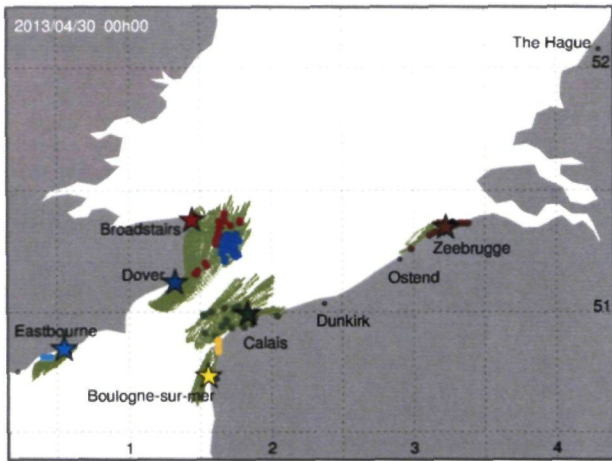 2013/04/30 00h00
The Hague
52
Broadstairs
Zeebrugge
Dover
Ostend
51
Dunkirk
Eastbourne
Calais
Boulogne-sur-mer
1
2
3
4